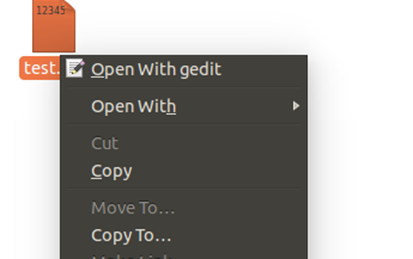 12345
test.
Open With gedit
Open With
Cut
Copy
Move To...
Copy To...